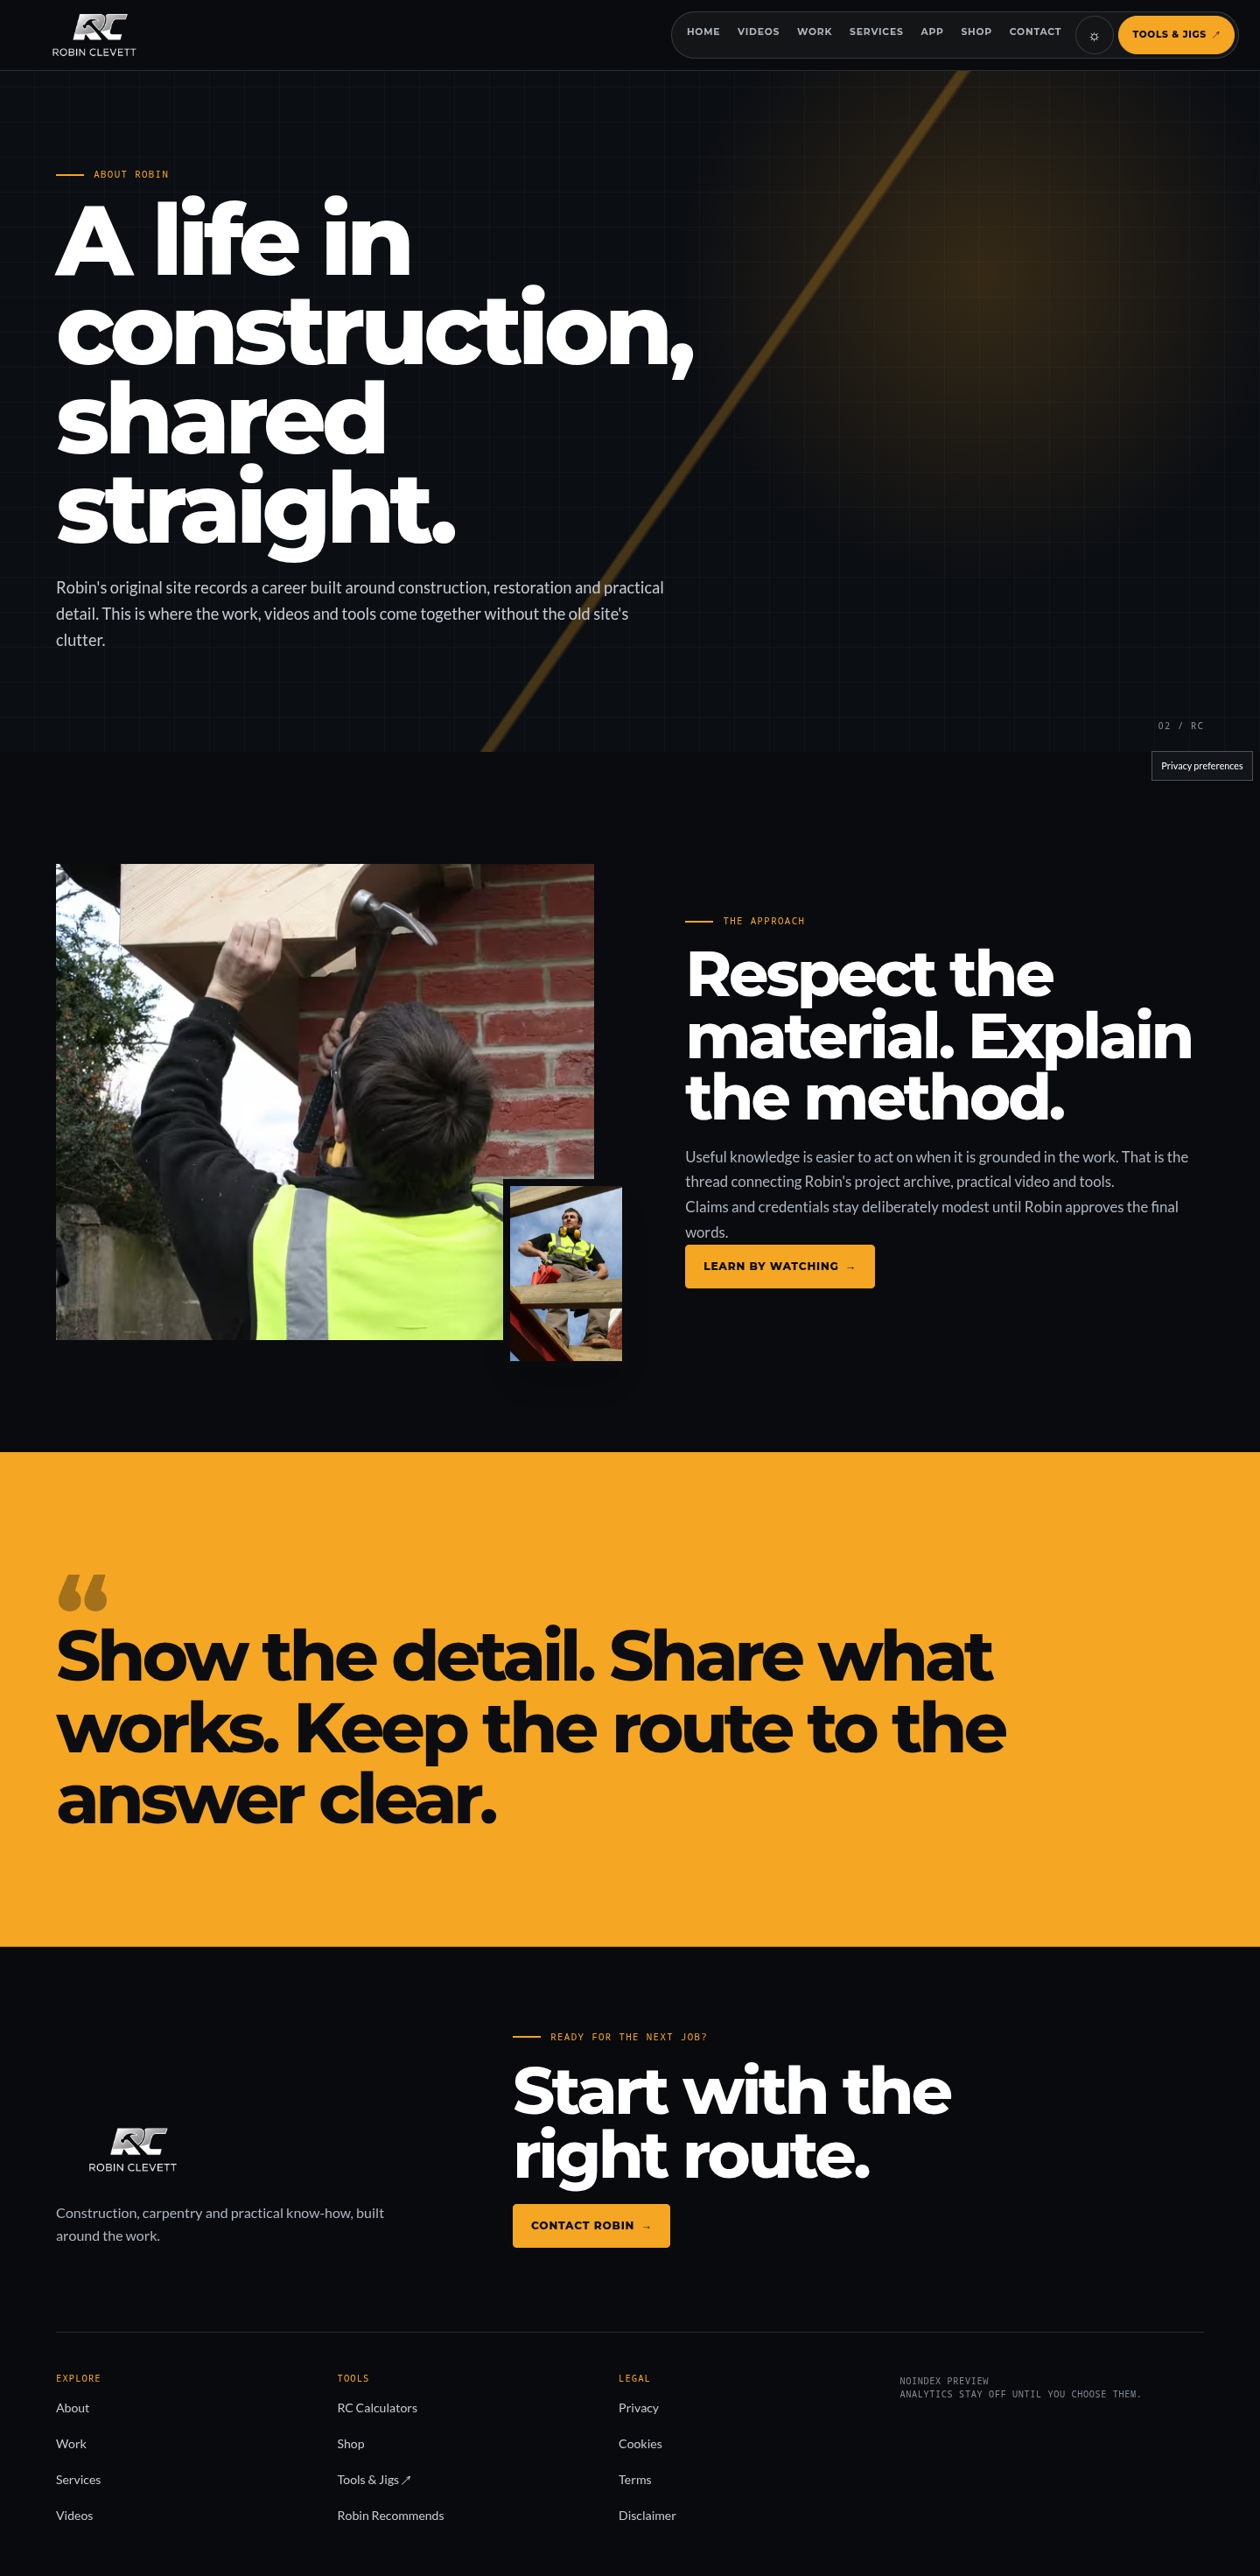 RC
ROBIN CLEVETT
HOME VIDEOS WORK SERVICES APP SHOP CONTACT ☼ TOOLS & JIGS ↗
ABOUT ROBIN
A life in
construction,
shared
straight.
Robin's original site records a career built around construction, restoration and practical
detail. This is where the work, videos and tools come together without the old site's
clutter.
02 / RC
Privacy preferences
THE APPROACH
Respect the
material. Explain
the method.
Useful knowledge is easier to act on when it is grounded in the work. That is the
thread connecting Robin's project archive, practical video and tools.
Claims and credentials stay deliberately modest until Robin approves the final
words.
LEARN BY WATCHING →
“
Show the detail. Share what
works. Keep the route to the
answer clear.
READY FOR THE NEXT JOB?
Start with the
right route.
CONTACT ROBIN →
RC
ROBIN CLEVETT
Construction, carpentry and practical know-how, built
around the work.
EXPLORE
About
Work
Services
Videos
TOOLS
RC Calculators
Shop
Tools & Jigs ↗
Robin Recommends
LEGAL
Privacy
Cookies
Terms
Disclaimer
NOINDEX PREVIEW
ANALYTICS STAY OFF UNTIL YOU CHOOSE THEM.